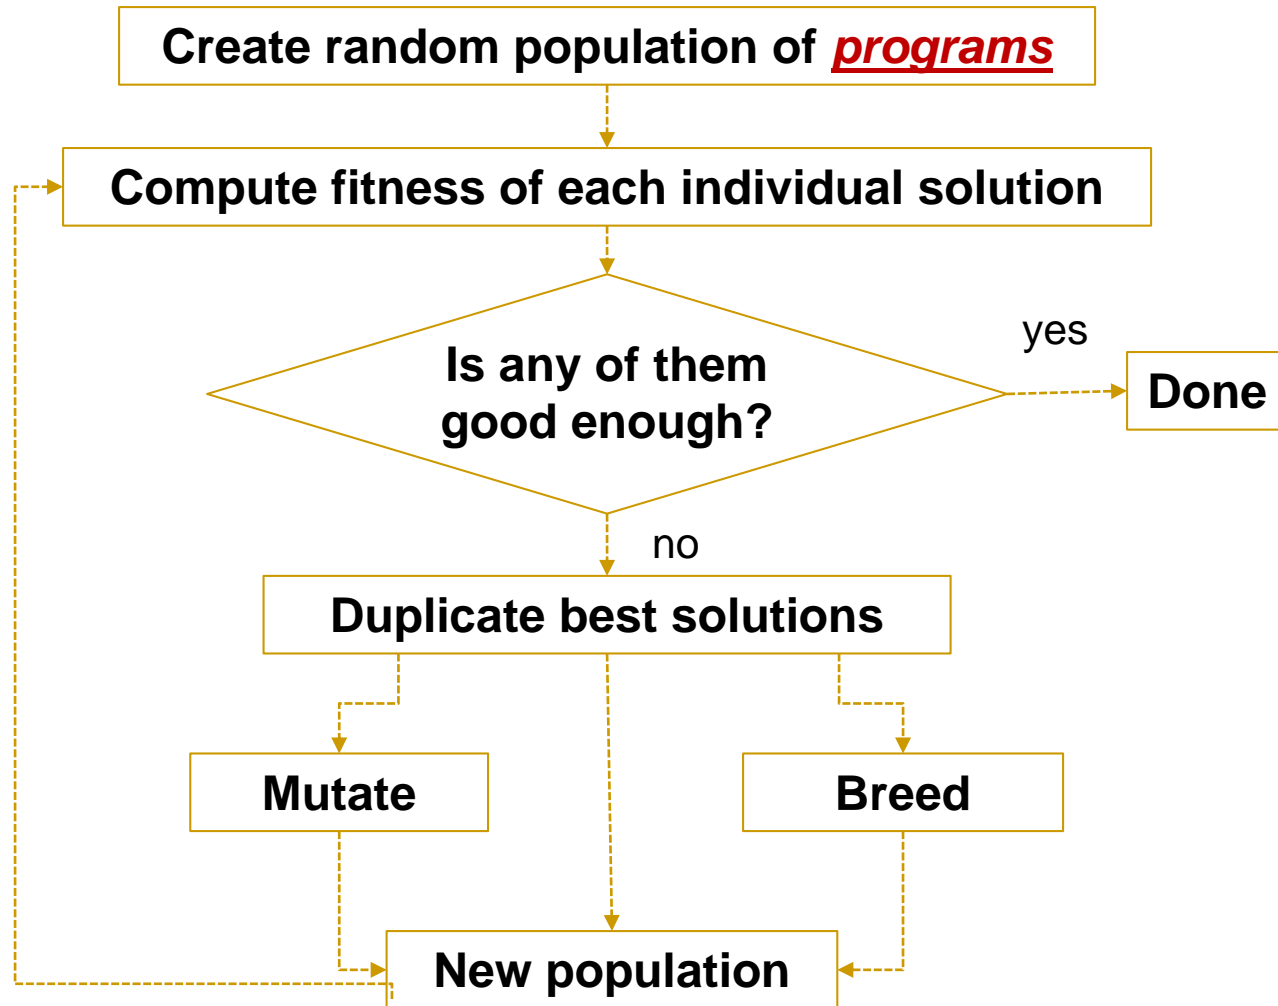 Create random population of programs
Compute fitness of each individual solution
Is any of them
good enough?
yes
Done
no
Duplicate best solutions
Mutate
Breed
New population